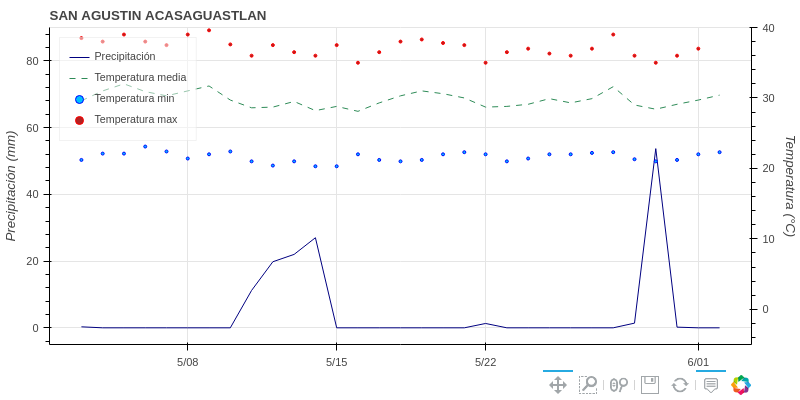 SAN AGUSTIN ACASAGUASTLAN
Precipitación
Temperatura media
Temperatura min
Temperatura max
Precipitación (mm)
80
60
40
20
0
Temperatura (°C)
40
30
20
10
0
5/08
5/15
5/22
6/01